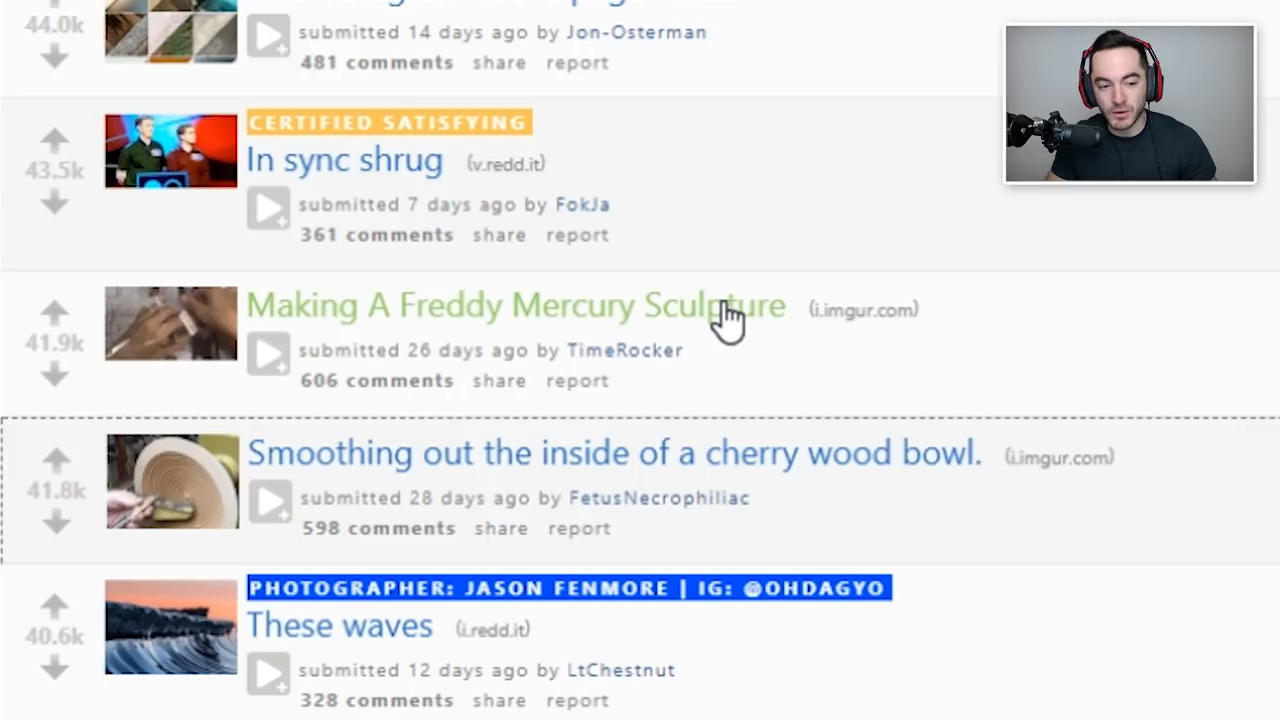 44.0k
submitted 14 days ago by Jon-Osterman
481 comments share report
CERTIFIED SATISFYING
In sync shrug (v.redd.it)
43.5k
submitted 7 days ago by FokJa
361 comments share report
Making A Freddy Mercury Sculpture (i.imgur.com)
41.9k
submitted 26 days ago by TimeRocker
606 comments share report
Smoothing out the inside of a cherry wood bowl. (i.imgur.com)
41.8k
submitted 28 days ago by FetusNecrophiliac
598 comments share report
PHOTOGRAPHER: JASON FENMORE | IG: @OHDAGYO
These waves (i.redd.it)
40.6k
submitted 12 days ago by LtChestnut
328 comments share report